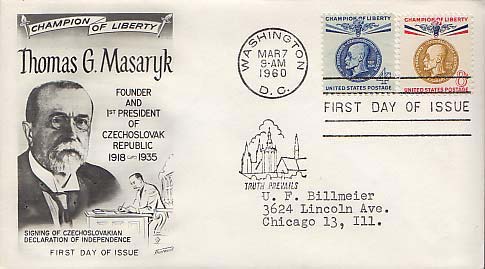 CHAMPION OF LIBERTY
Thomas G. Masaryk
FOUNDER
AND
1ST PRESIDENT
OF
CZECHOSLOVAK
REPUBLIC
1918 1935
SIGNING OF CZECHOSLOVAKIAN
DECLARATION OF INDEPENDENCE
FIRST DAY OF ISSUE
WASHINGTON
MAR 7
9-AM
1960
D.C.
CHAMPION OF LIBERTY
4¢
UNITED STATES POSTAGE
CHAMPION OF LIBERTY
8¢
UNITED STATES POSTAGE
FIRST DAY OF ISSUE
TRUTH PREVAILS
U. F. Billmeier
3624 Lincoln Ave.
Chicago 13, Ill.